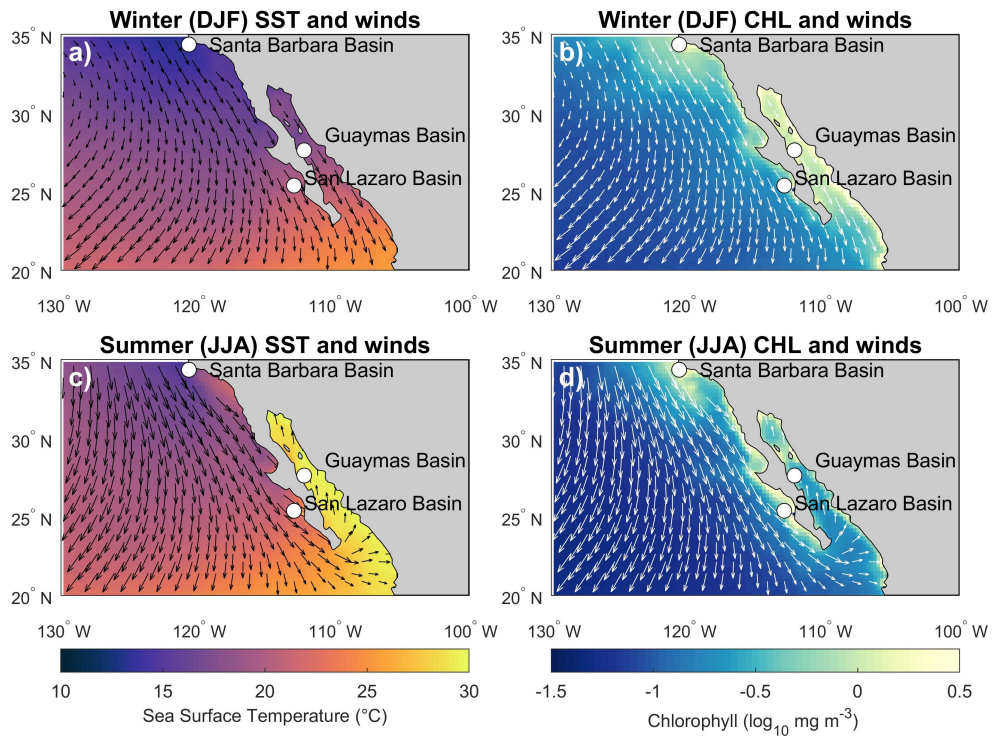 Winter (DJF) SST and winds
Winter (DJF) CHL and winds
35° N
a)
Santa Barbara Basin
35° N
b)
Santa Barbara Basin
30° N
Guaymas Basin
30° N
Guaymas Basin
25° N
San Lazaro Basin
25° N
San Lazaro Basin
20° N
20° N
130° W 120° W 110° W 100° W
130° W 120° W 110° W 100° W
Summer (JJA) SST and winds
Summer (JJA) CHL and winds
35° N
c)
Santa Barbara Basin
35° N
d)
Santa Barbara Basin
30° N
Guaymas Basin
30° N
Guaymas Basin
25° N
San Lazaro Basin
25° N
San Lazaro Basin
20° N
20° N
130° W 120° W 110° W 100° W
130° W 120° W 110° W 100° W
10 15 20 25 30
Sea Surface Temperature (°C)
-1.5 -1 -0.5 0 0.5
Chlorophyll (log₁₀ mg m⁻³)